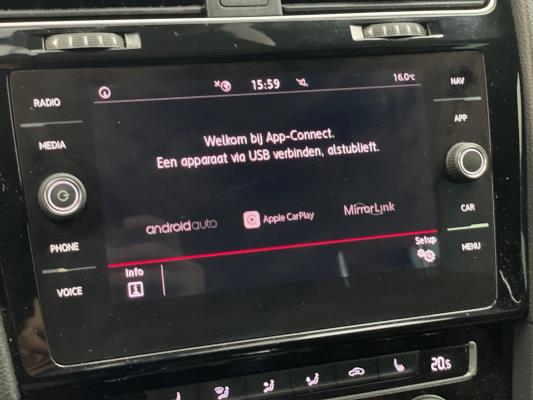 RADIO
MEDIA
PHONE
VOICE
15:59
16.0°C
Welkom bij App-Connect.
Een apparaat via USB verbinden, alstublieft.
androidauto
Apple CarPlay
MirrorLink
Info
Setup
NAV
APP
CAR
MENU
20.5